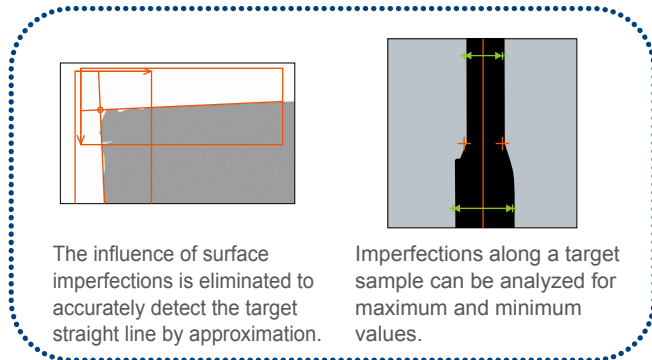 The influence of surface
imperfections is eliminated to
accurately detect the target
straight line by approximation.
Imperfections along a target
sample can be analyzed for
maximum and minimum
values.